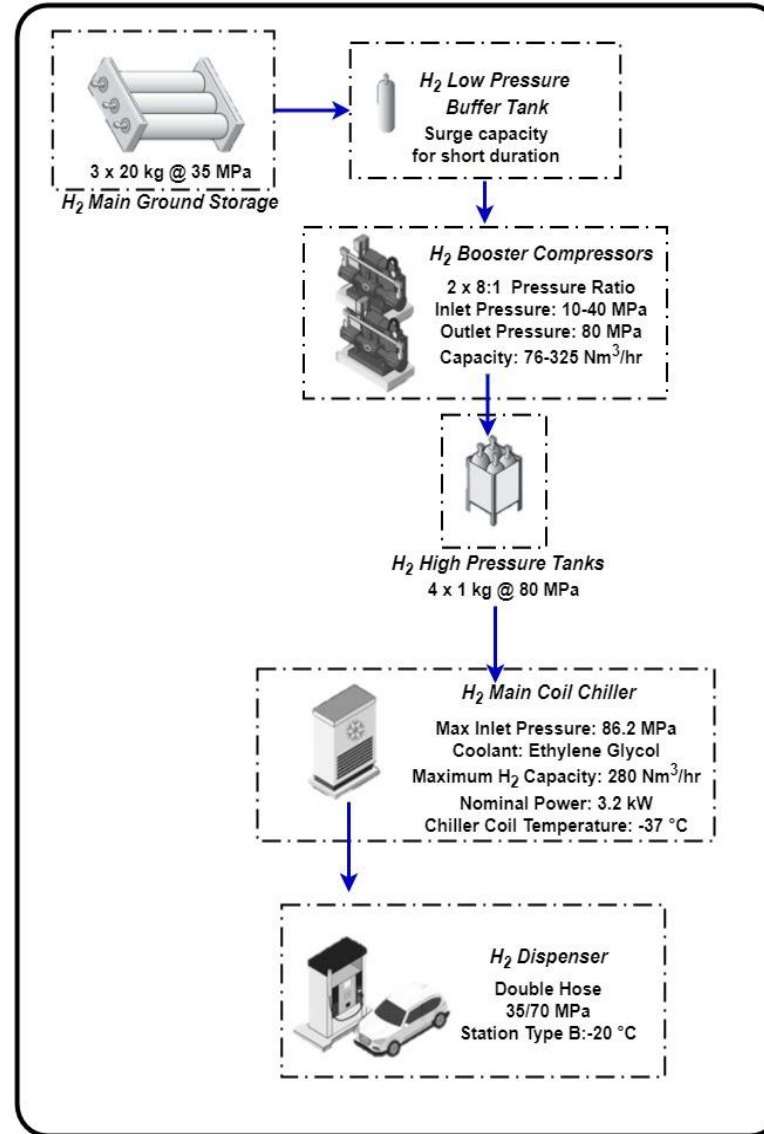 3 x 20 kg @ 35 MPa
H₂ Main Ground Storage
H₂ Low Pressure
Buffer Tank
Surge capacity
for short duration
H₂ Booster Compressors
2 x 8:1 Pressure Ratio
Inlet Pressure: 10-40 MPa
Outlet Pressure: 80 MPa
Capacity: 76-325 Nm³/hr
H₂ High Pressure Tanks
4 x 1 kg @ 80 MPa
H₂ Main Coil Chiller
Max Inlet Pressure: 86.2 MPa
Coolant: Ethylene Glycol
Maximum H₂ Capacity: 280 Nm³/hr
Nominal Power: 3.2 kW
Chiller Coil Temperature: -37 °C
H₂ Dispenser
Double Hose
35/70 MPa
Station Type B:-20 °C